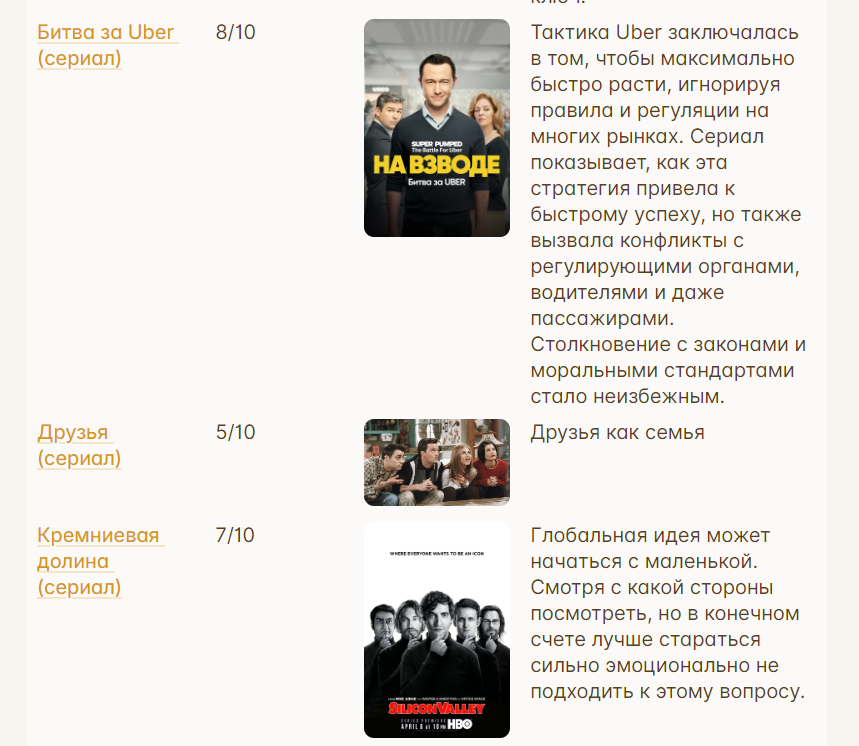 Битва за Uber
(сериал)
8/10
SUPER PUMPED
The Battle For Uber
НА ВЗВОДЕ
Битва за UBER
Тактика Uber заключалась
в том, чтобы максимально
быстро расти, игнорируя
правила и регуляции на
многих рынках. Сериал
показывает, как эта
стратегия привела к
быстрому успеху, но также
вызвала конфликты с
регулирующими органами,
водителями и даже
пассажирами.
Столкновение с законами и
моральными стандартами
стало неизбежным.
Друзья
(сериал)
5/10
Друзья как семья
Кремниевая
долина
(сериал)
7/10
WHERE EVERYONE WANTS TO BE AN ICON
SILICON VALLEY
SERIES PREMIERE
APRIL 6 AT 10PM HBO
Глобальная идея может
начаться с маленькой.
Смотря с какой стороны
посмотреть, но в конечном
счете лучше стараться
сильно эмоционально не
подходить к этому вопросу.